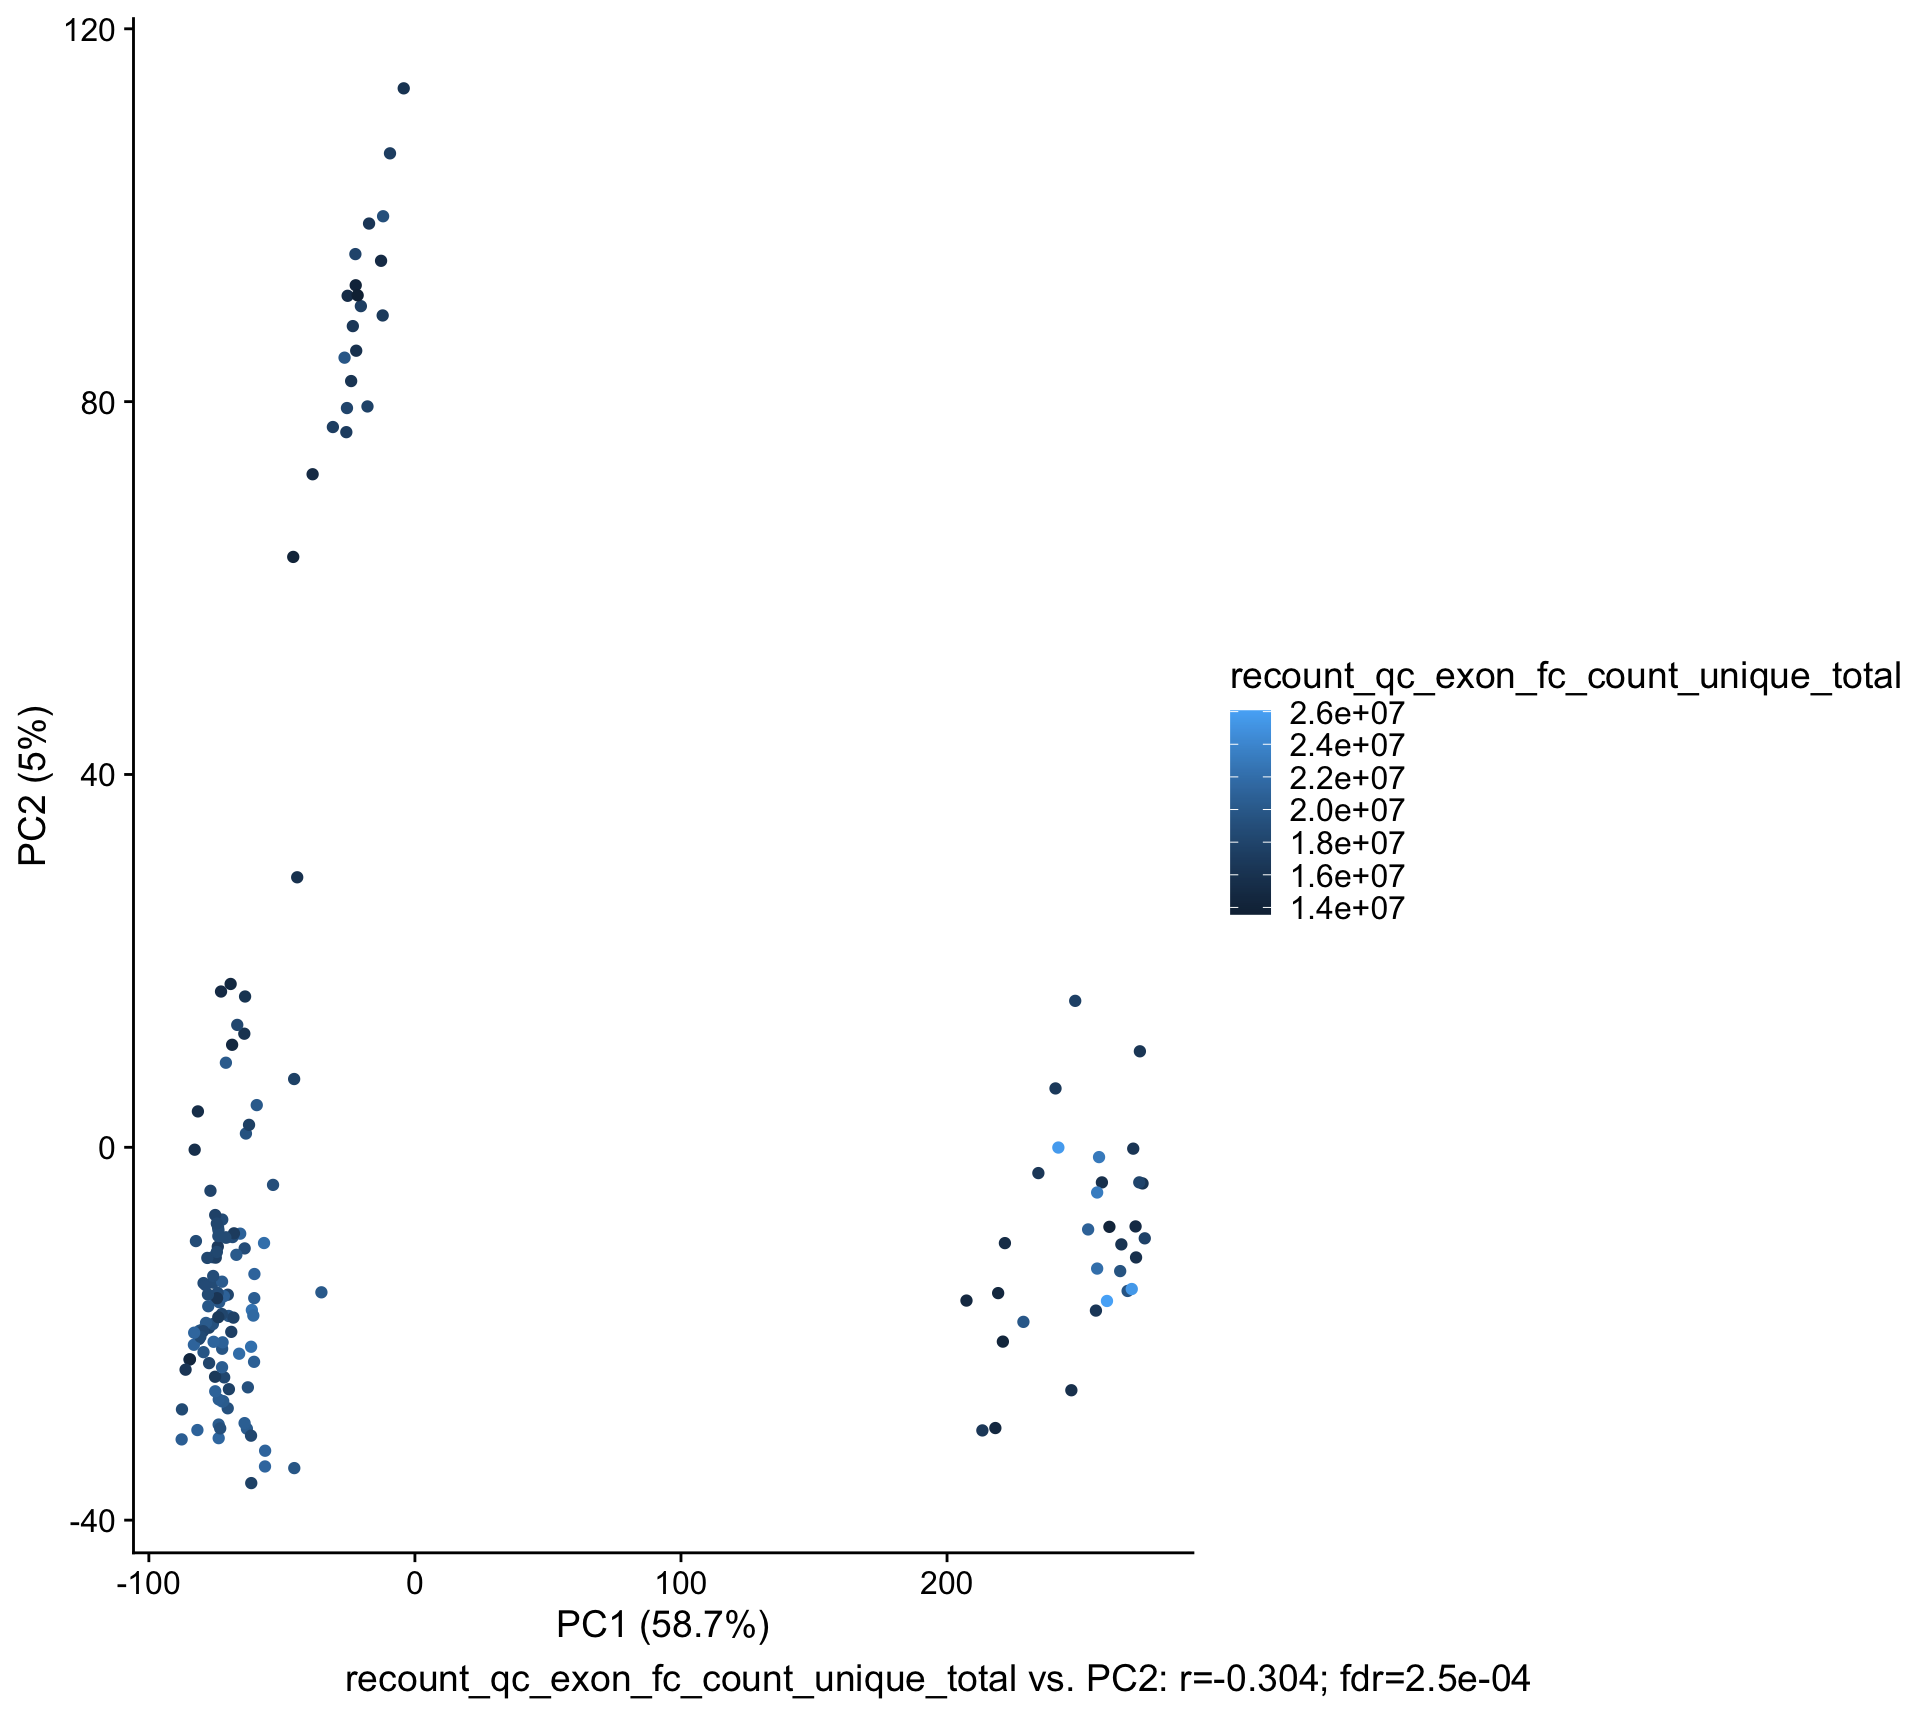 120
80
40
0
-40
PC2 (5%)
-100
0
100
200
PC1 (58.7%)
recount_qc_exon_fc_count_unique_total
2.6e+07
2.4e+07
2.2e+07
2.0e+07
1.8e+07
1.6e+07
1.4e+07
recount_qc_exon_fc_count_unique_total vs. PC2: r=-0.304; fdr=2.5e-04